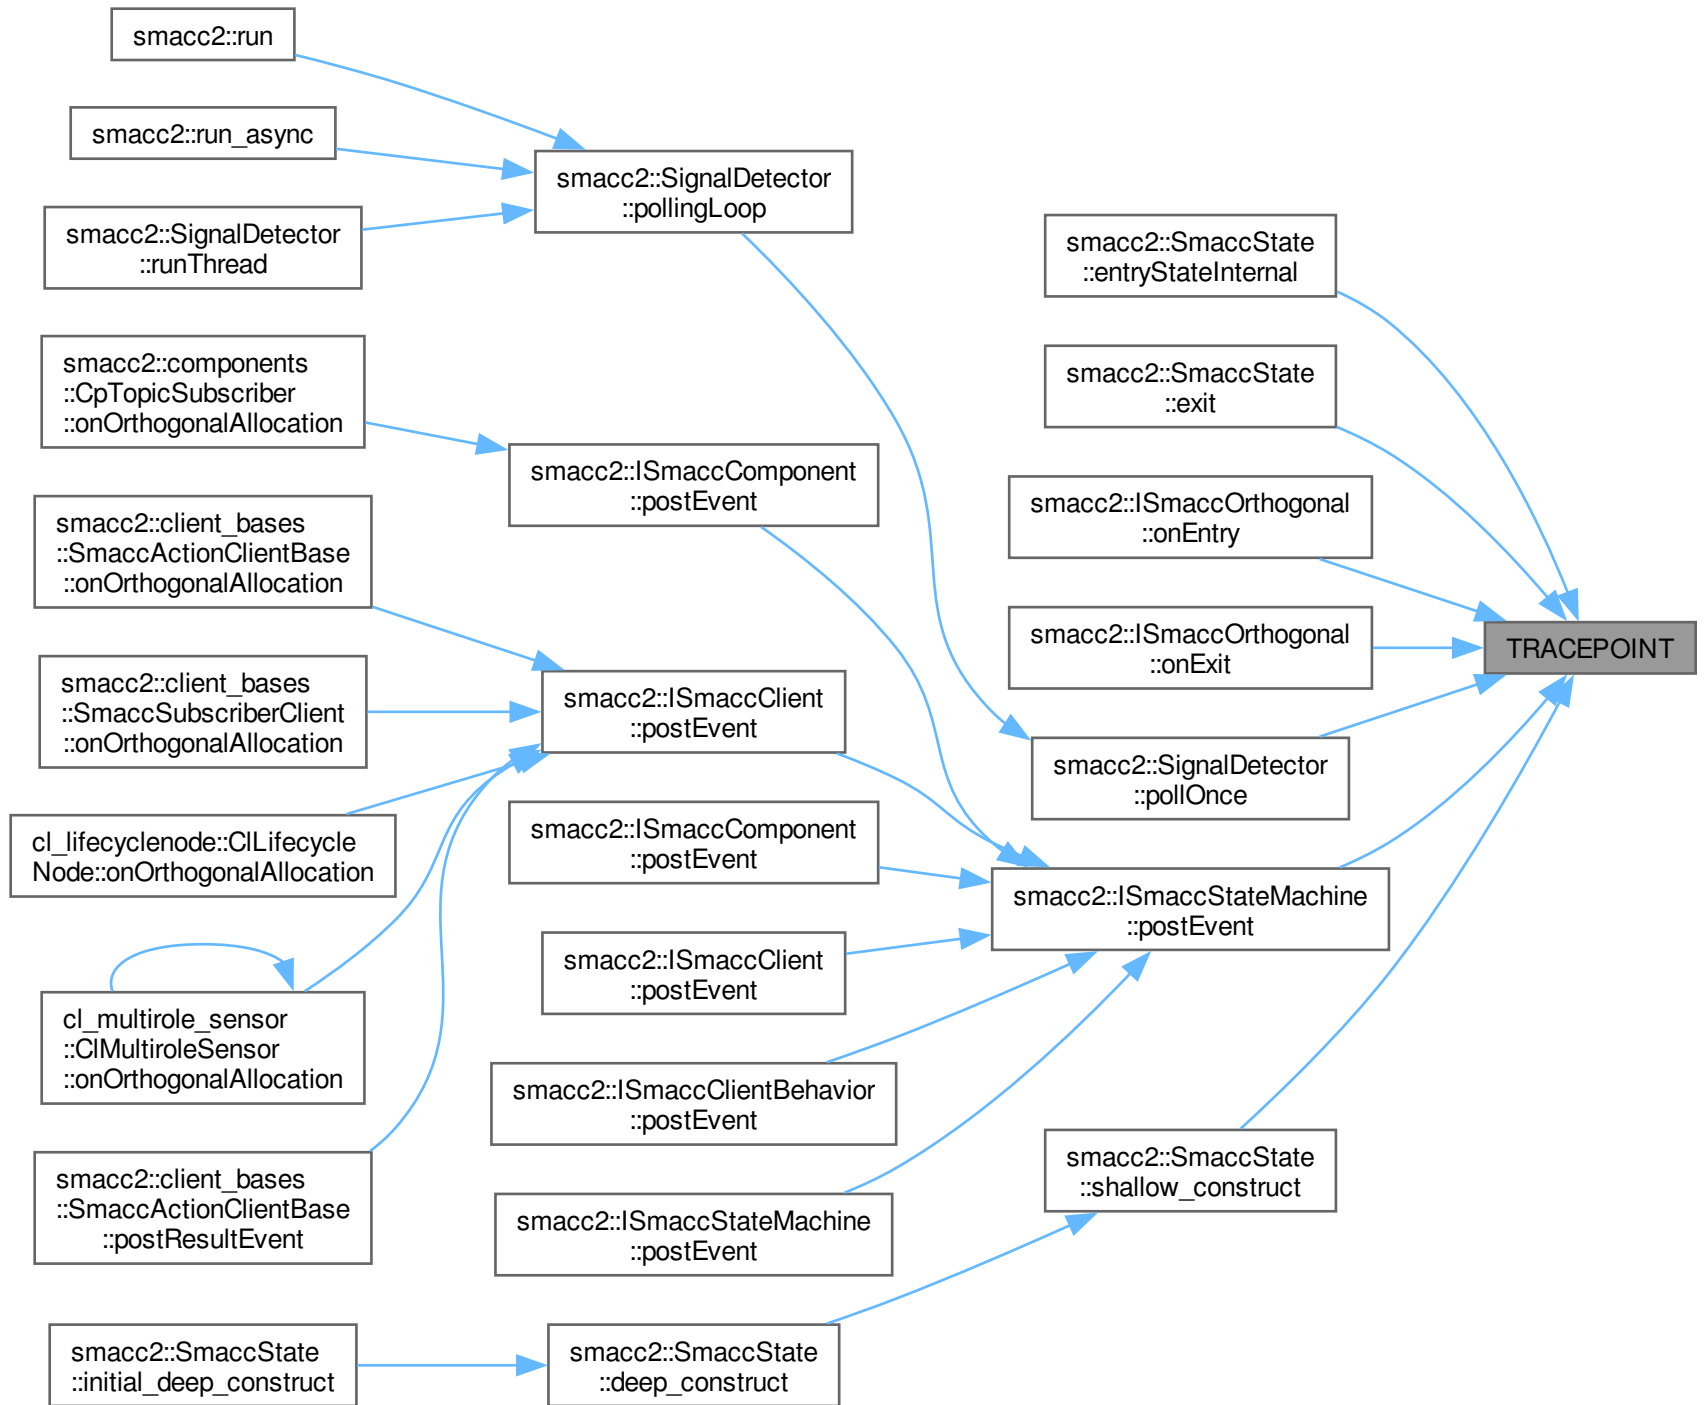 smacc2::run
smacc2::run_async
smacc2::SignalDetector
::runThread
smacc2::components
::CpTopicSubscriber
::onOrthogonalAllocation
smacc2::client_bases
::SmaccActionClientBase
::onOrthogonalAllocation
smacc2::client_bases
::SmaccSubscriberClient
::onOrthogonalAllocation
cl_lifecyclenode::ClLifecycle
Node::onOrthogonalAllocation
cl_multirole_sensor
::ClMultiroleSensor
::onOrthogonalAllocation
smacc2::client_bases
::SmaccActionClientBase
::postResultEvent
smacc2::SmaccState
::initial_deep_construct
smacc2::SignalDetector
::pollingLoop
smacc2::ISmaccComponent
::postEvent
smacc2::ISmaccClient
::postEvent
smacc2::ISmaccComponent
::postEvent
smacc2::ISmaccClient
::postEvent
smacc2::ISmaccClientBehavior
::postEvent
smacc2::ISmaccStateMachine
::postEvent
smacc2::SmaccState
::deep_construct
smacc2::SmaccState
::entryStateInternal
smacc2::SmaccState
::exit
smacc2::ISmaccOrthogonal
::onEntry
smacc2::ISmaccOrthogonal
::onExit
smacc2::SignalDetector
::pollOnce
smacc2::ISmaccStateMachine
::postEvent
smacc2::SmaccState
::shallow_construct
TRACEPOINT